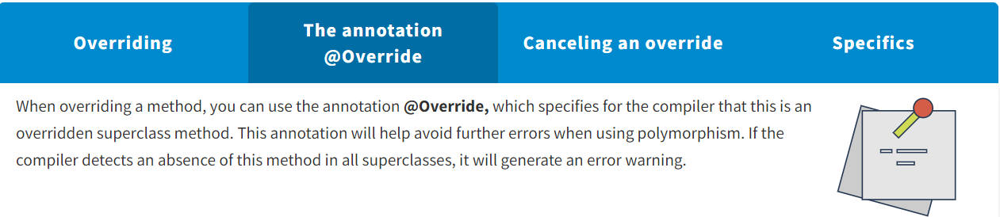 Overriding
The annotation
@Override
Canceling an override
Specifics
When overriding a method, you can use the annotation @Override, which specifies for the compiler that this is an
overridden superclass method. This annotation will help avoid further errors when using polymorphism. If the
compiler detects an absence of this method in all superclasses, it will generate an error warning.